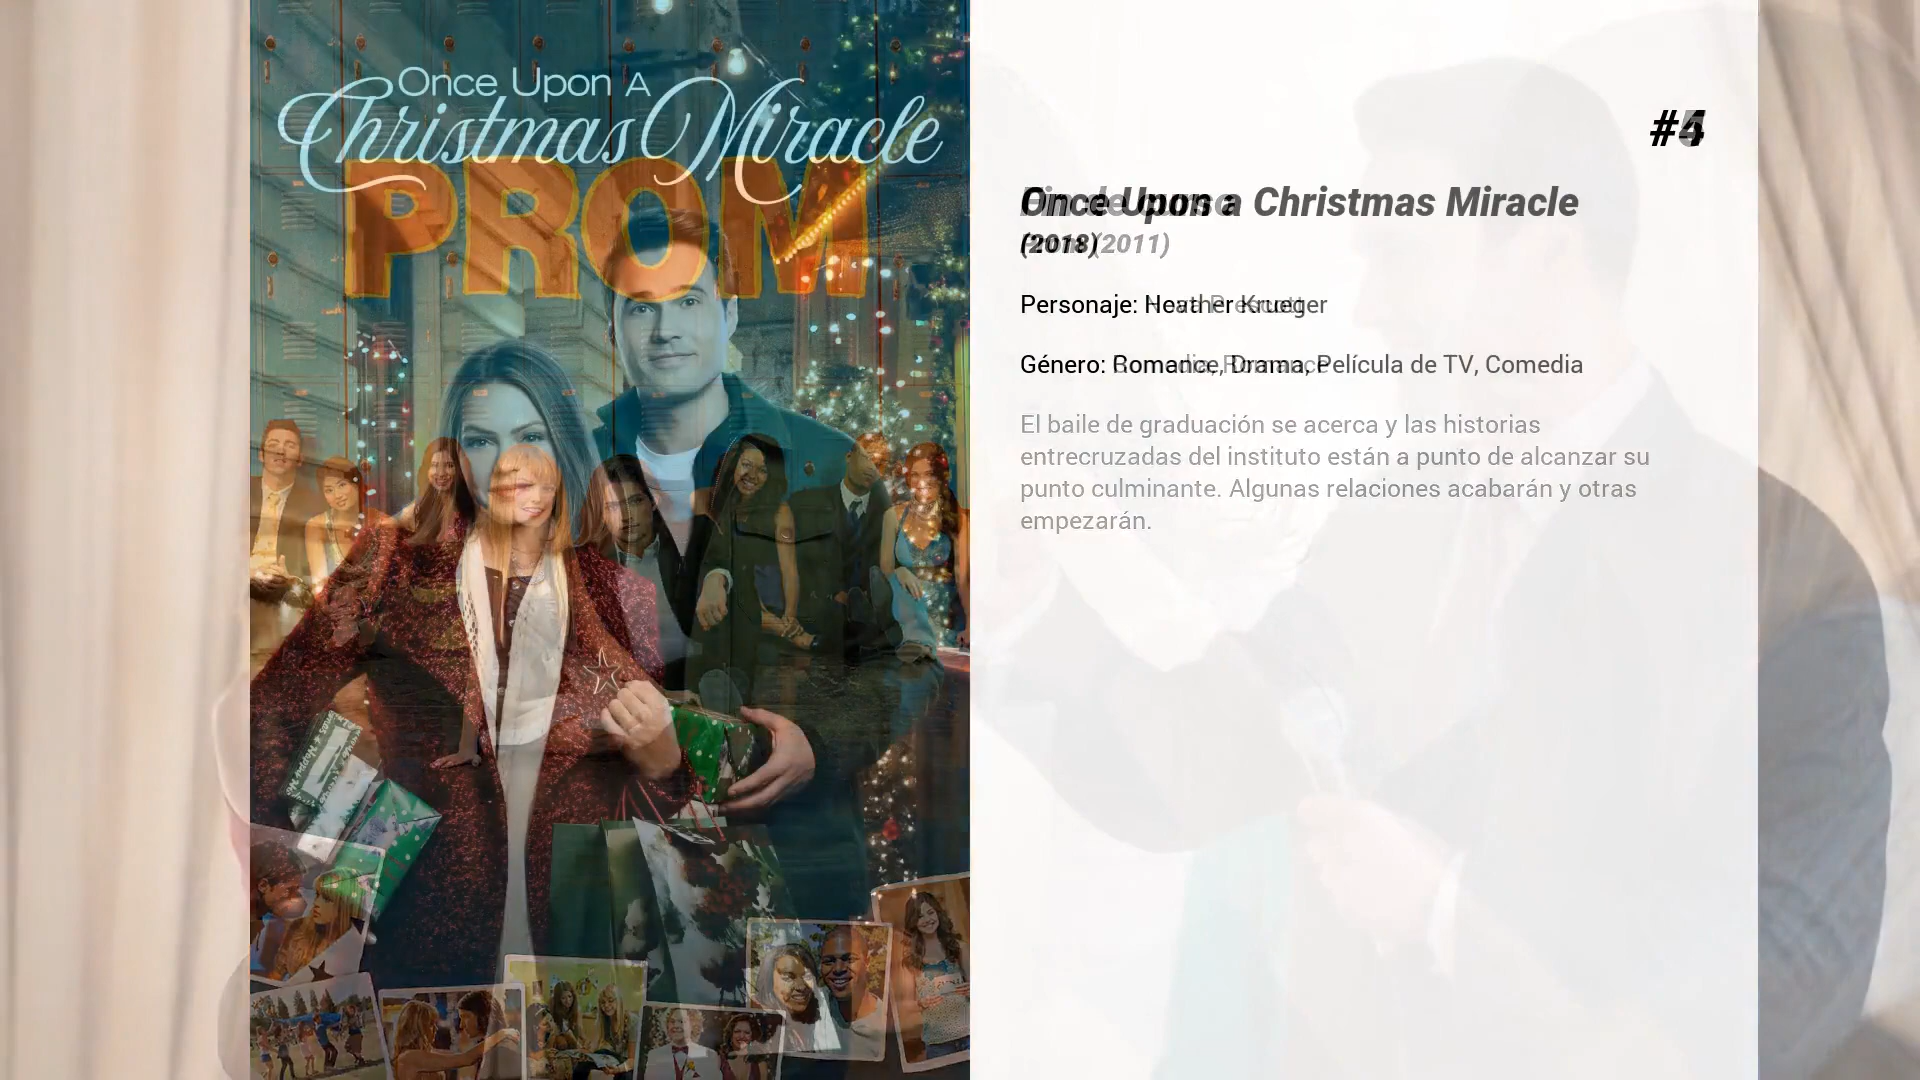 Once Upon A
Christmas Miracle
PROM
#
Once Upon a Christmas Miracle
(2018)
(2011)
Personaje: Heather Krueger
Género: Romance, Drama, Película de TV, Comedia
El baile de graduación se acerca y las historias
entrecruzadas del instituto están a punto de alcanzar su
punto culminante. Algunas relaciones acabarán y otras
empezarán.